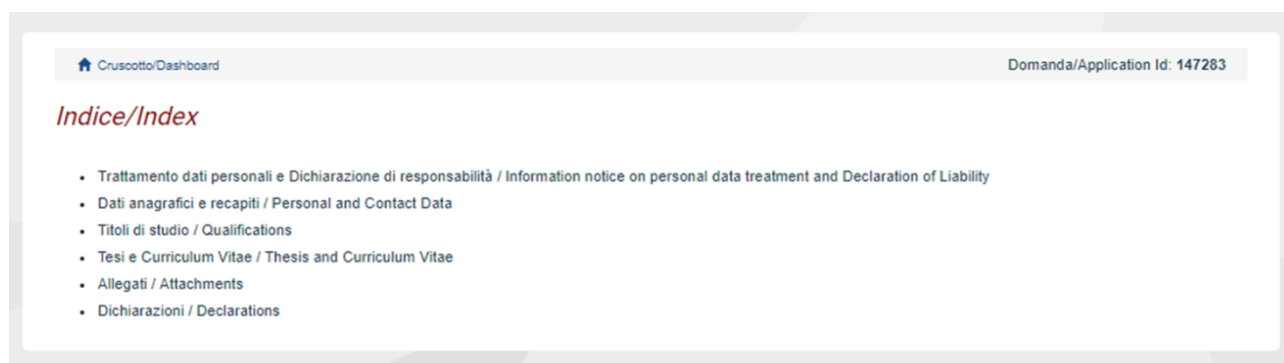 Cruscotto/Dashboard
Domanda/Application Id: 147283
Indice/Index
Trattamento dati personali e Dichiarazione di responsabilità / Information notice on personal data treatment and Declaration of Liability
Dati anagrafici e recapiti / Personal and Contact Data
Titoli di studio / Qualifications
Tesi e Curriculum Vitae / Thesis and Curriculum Vitae
Allegati / Attachments
Dichiarazioni / Declarations